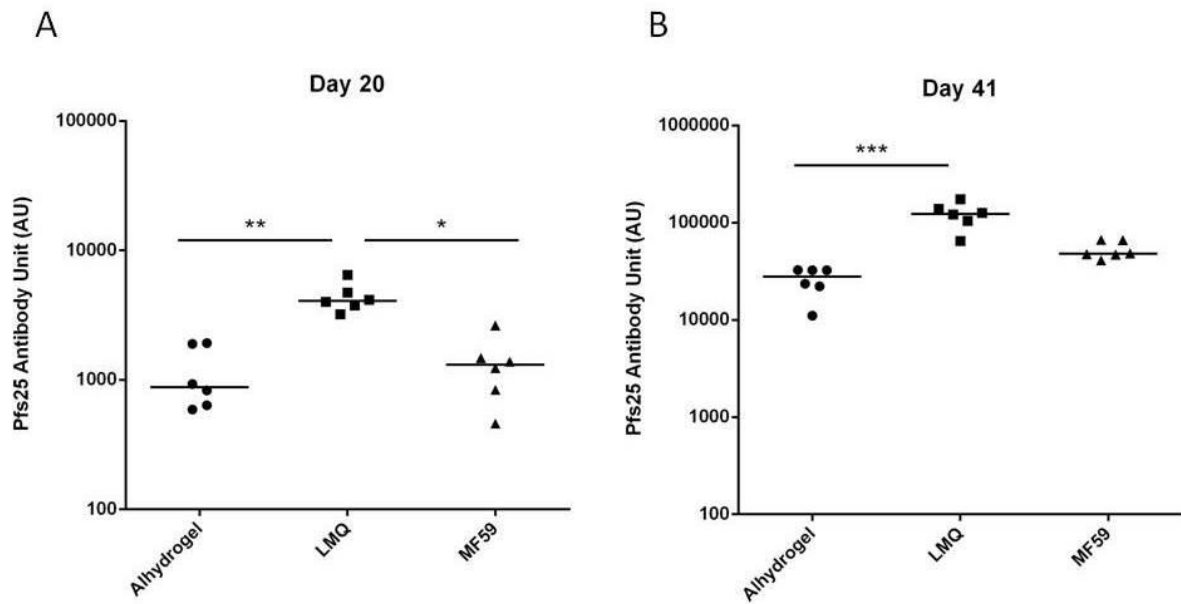 A
Day 20
Pfs25 Antibody Unit (AU)
100000
10000
1000
100
**
*
Alhydrogel
LMQ
MF59
B
Day 41
Pfs25 Antibody Unit (AU)
1000000
100000
10000
1000
100
***
Alhydrogel
LMQ
MF59